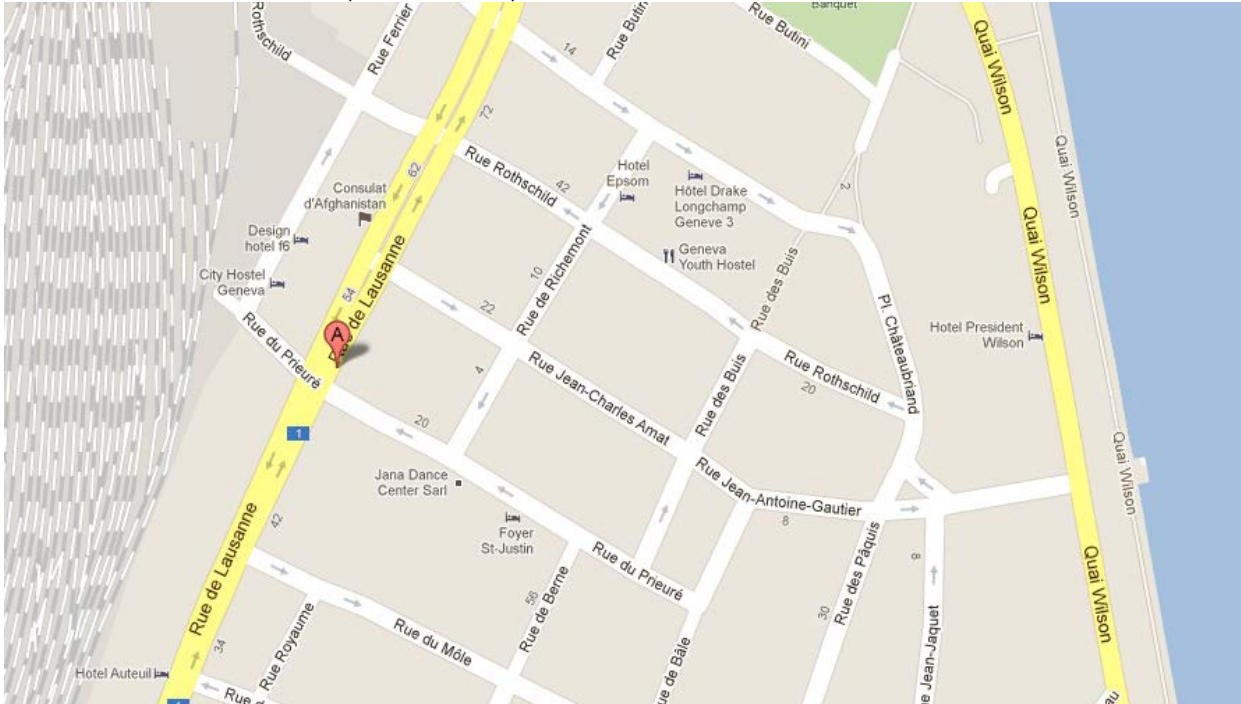 Banquet
Rue Butini
Rue Butini
Rothschild
Rue Ferrier
14
72
62
Quai Wilson
Quai Wilson
Rue Rothschild
42
Hotel
Epsom
Hôtel Drake
Longchamp
Geneve 3
2
Consulat
d'Afghanistan
Design
hotel f6
City Hostel
Geneva
Geneva
Youth Hostel
Rue de Richemont
10
Rue des Buis
Quai Wilson
54
Rue de Lausanne
22
A
Pl. Châteaubriand
Hotel President
Wilson
Rue du Prieuré
4
Rue Jean-Charles Amat
Rue des Buis
Rue Rothschild
20
20
1
Jana Dance
Center Sarl
Quai Wilson
Rue Jean-Antoine-Gautier
8
42
Foyer
St-Justin
Rue du Prieuré
Rue des Pâquis
8
Quai Wilson
Rue de Lausanne
56
Rue de Berne
30
34
Rue Royaume
Rue du Môle
ue de Bâle
e Jean-Jaquet
Hotel Auteuil
Rue
au